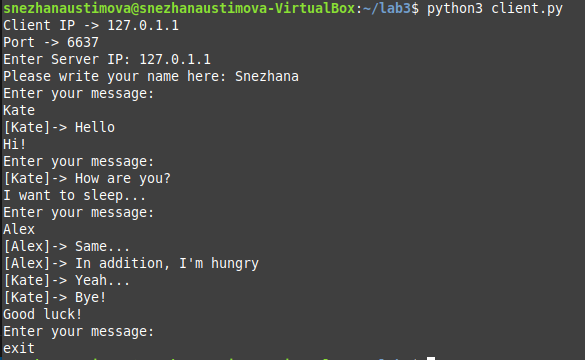 snezhanaustimova@snezhanaustimova-VirtualBox:~/lab3$ python3 client.py
Client IP -> 127.0.1.1
Port -> 6637
Enter Server IP: 127.0.1.1
Please write your name here: Snezhana
Enter your message:
Kate
[Kate]-> Hello
Hi!
Enter your message:
[Kate]-> How are you?
I want to sleep...
Enter your message:
Alex
[Alex]-> Same...
[Alex]-> In addition, I'm hungry
[Kate]-> Yeah...
[Kate]-> Bye!
Good luck!
Enter your message:
exit